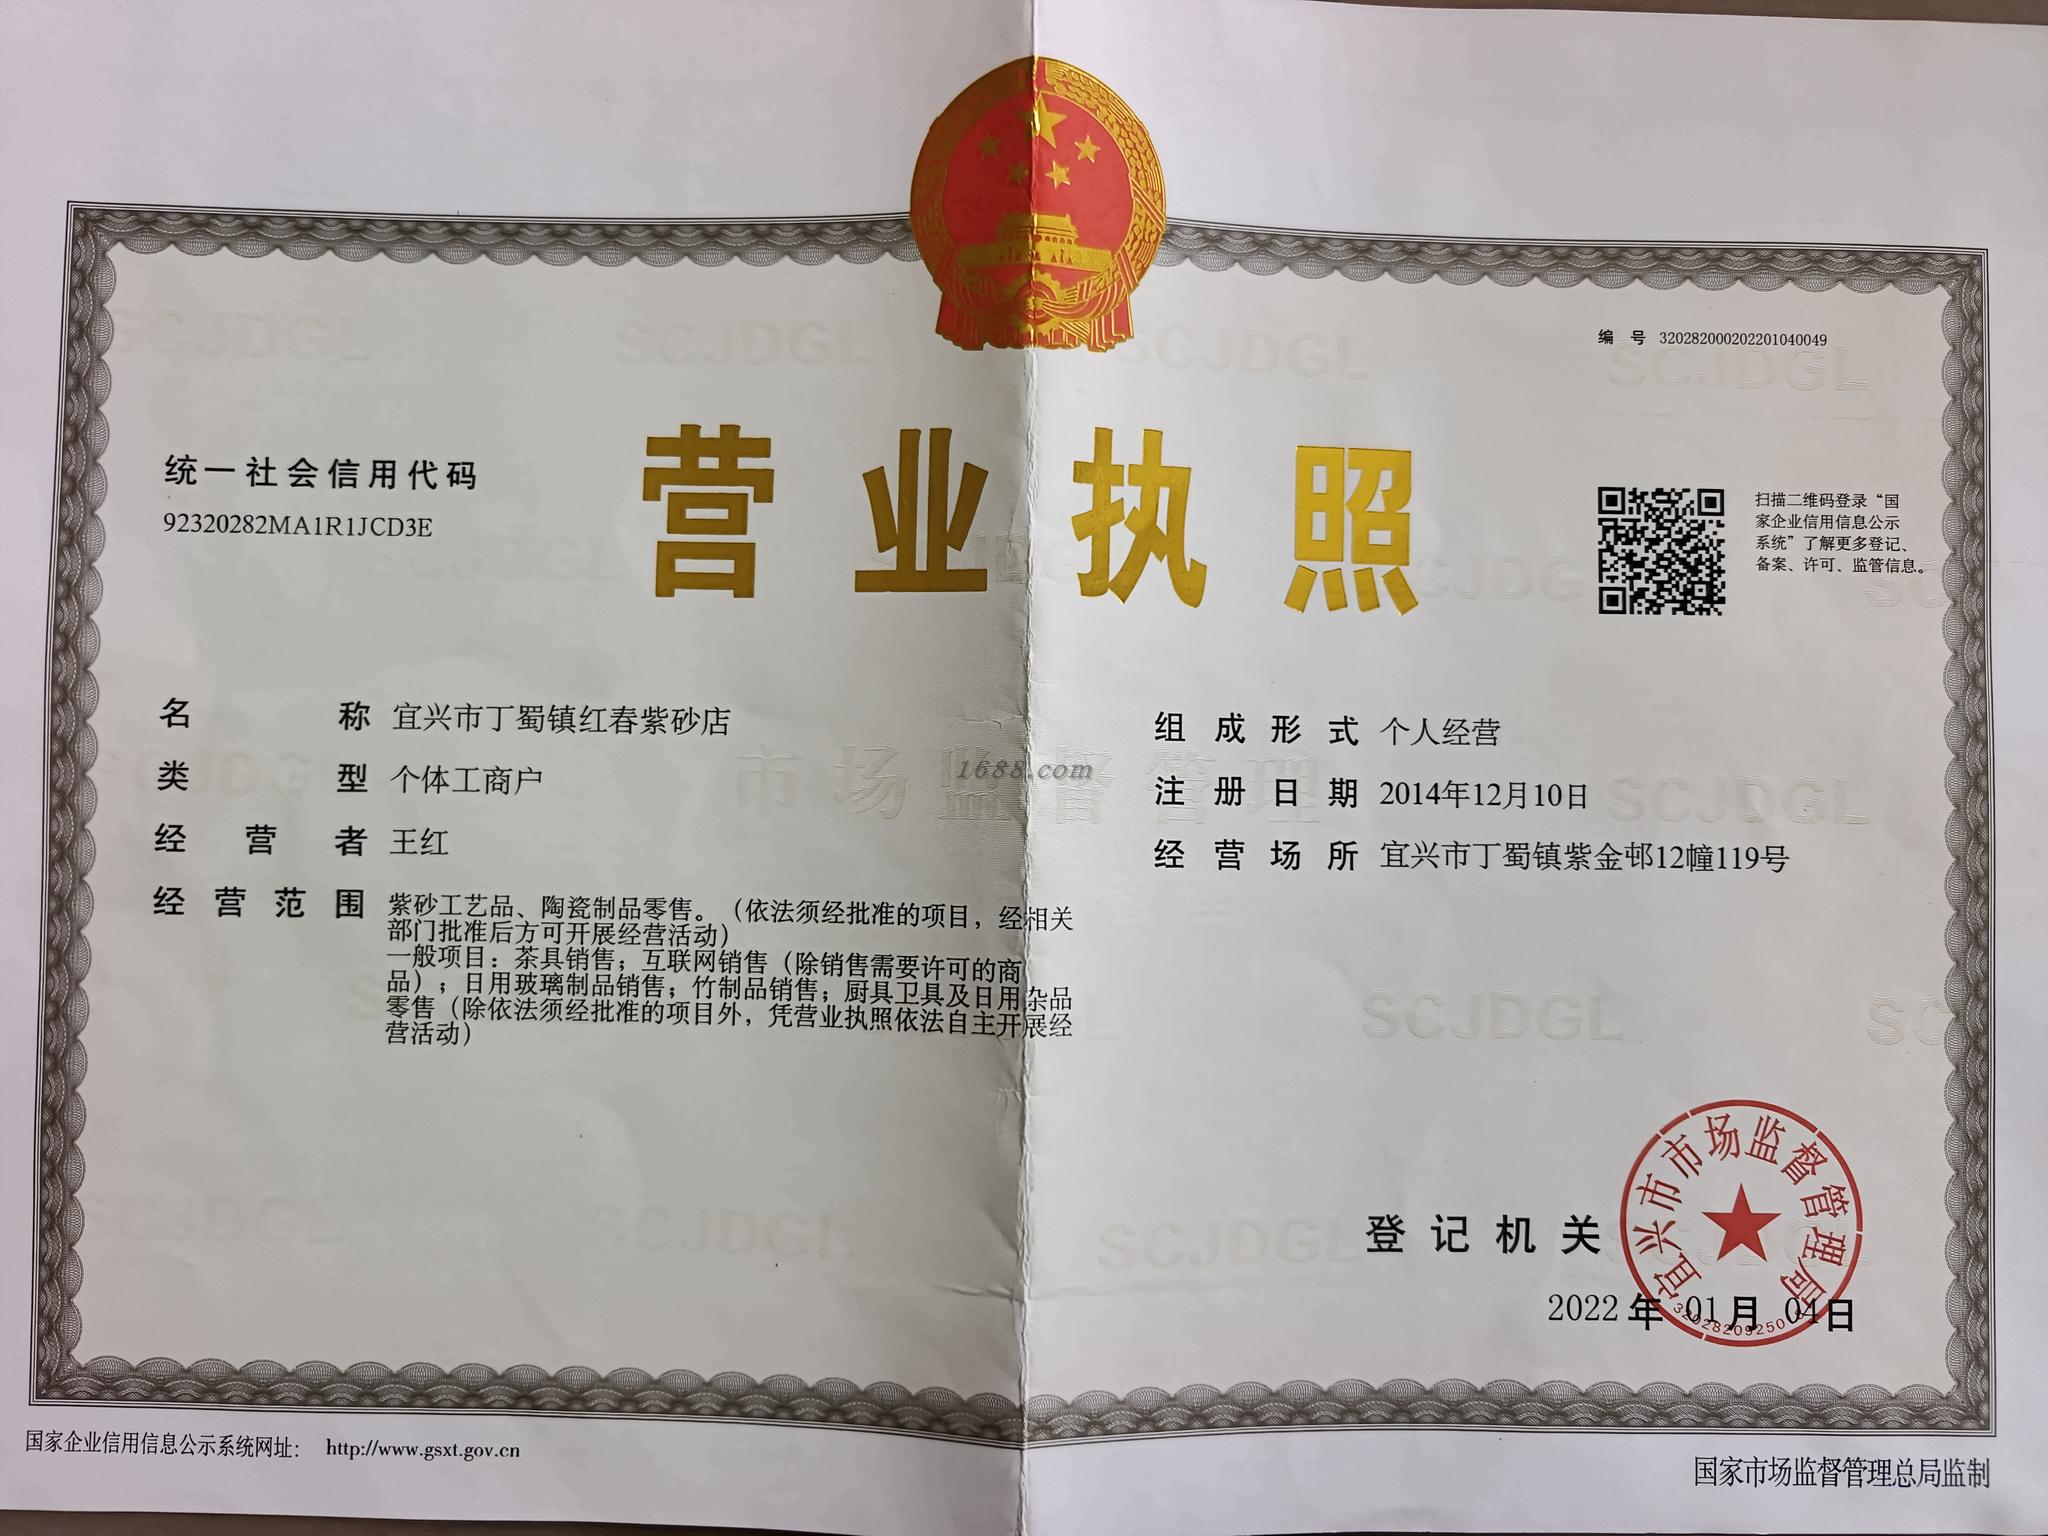 编 号 320282000202201040049
统一社会信用代码
92320282MA1R1JCD3E
营业执照
扫描二维码登录“国
家企业信用信息公示
系统”了解更多登记、
备案、许可、监管信息。
名 称 宜兴市丁蜀镇红春紫砂店
类 型 个体工商户
经 营 者 王红
经 营 范 围 紫砂工艺品、陶瓷制品零售。（依法须经批准的项目，经相关
部门批准后方可开展经营活动）
一般项目：茶具销售；互联网销售（除销售需要许可的商
品）；日用玻璃制品销售；竹制品销售；厨具卫具及日用杂品
零售（除依法须经批准的项目外，凭营业执照依法自主开展经
营活动）
组 成 形 式 个人经营
注 册 日 期 2014年12月10日
经 营 场 所 宜兴市丁蜀镇紫金邨12幢119号
市场监督管理
1688.com
SCJDGL
登 记 机 关
宜兴市市场监督管理局
2022 年 01 月 04 日
国家企业信用信息公示系统网址： http://www.gsxt.gov.cn
国家市场监督管理总局监制